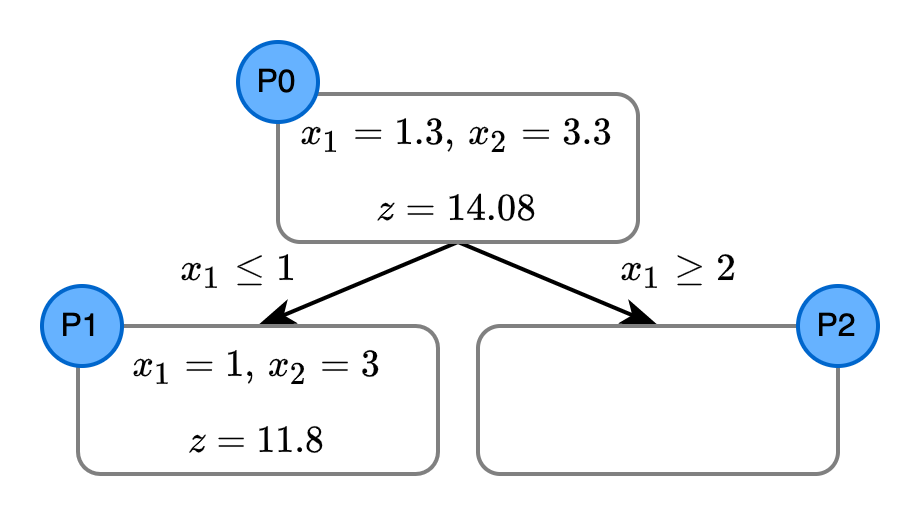 P0
x₁ = 1.3, x₂ = 3.3
z = 14.08
x₁ ≤ 1
x₁ ≥ 2
P1
P2
x₁ = 1, x₂ = 3
z = 11.8